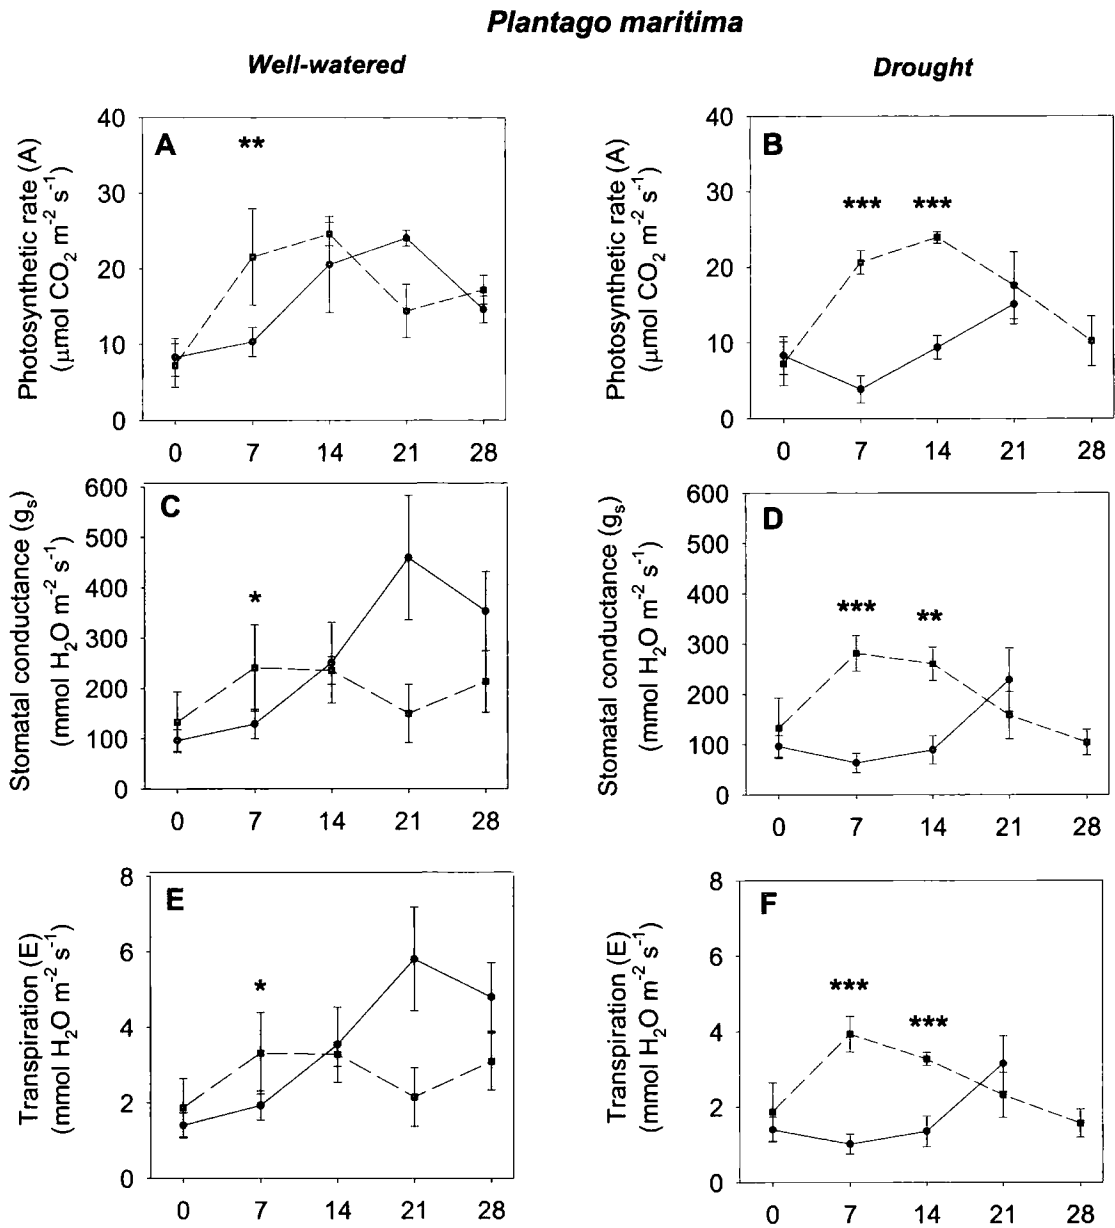 Plantago maritima
Well-watered
Drought
Photosynthetic rate (A)
(μmol CO2 m-2 s-1)
40
30
20
10
0
A
**
0 7 14 21 28
Photosynthetic rate (A)
(μmol CO2 m-2 s-1)
40
30
20
10
0
B
*** ***
0 7 14 21 28
Stomatal conductance (gs)
(mmol H2O m-2 s-1)
600
500
400
300
200
100
0
C
*
0 7 14 21 28
Stomatal conductance (gs)
(mmol H2O m-2 s-1)
600
500
400
300
200
100
0
D
*** **
0 7 14 21 28
Transpiration (E)
(mmol H2O m-2 s-1)
8
6
4
2
0
E
*
0 7 14 21 28
Transpiration (E)
(mmol H2O m-2 s-1)
8
6
4
2
0
F
***
***
0 7 14 21 28